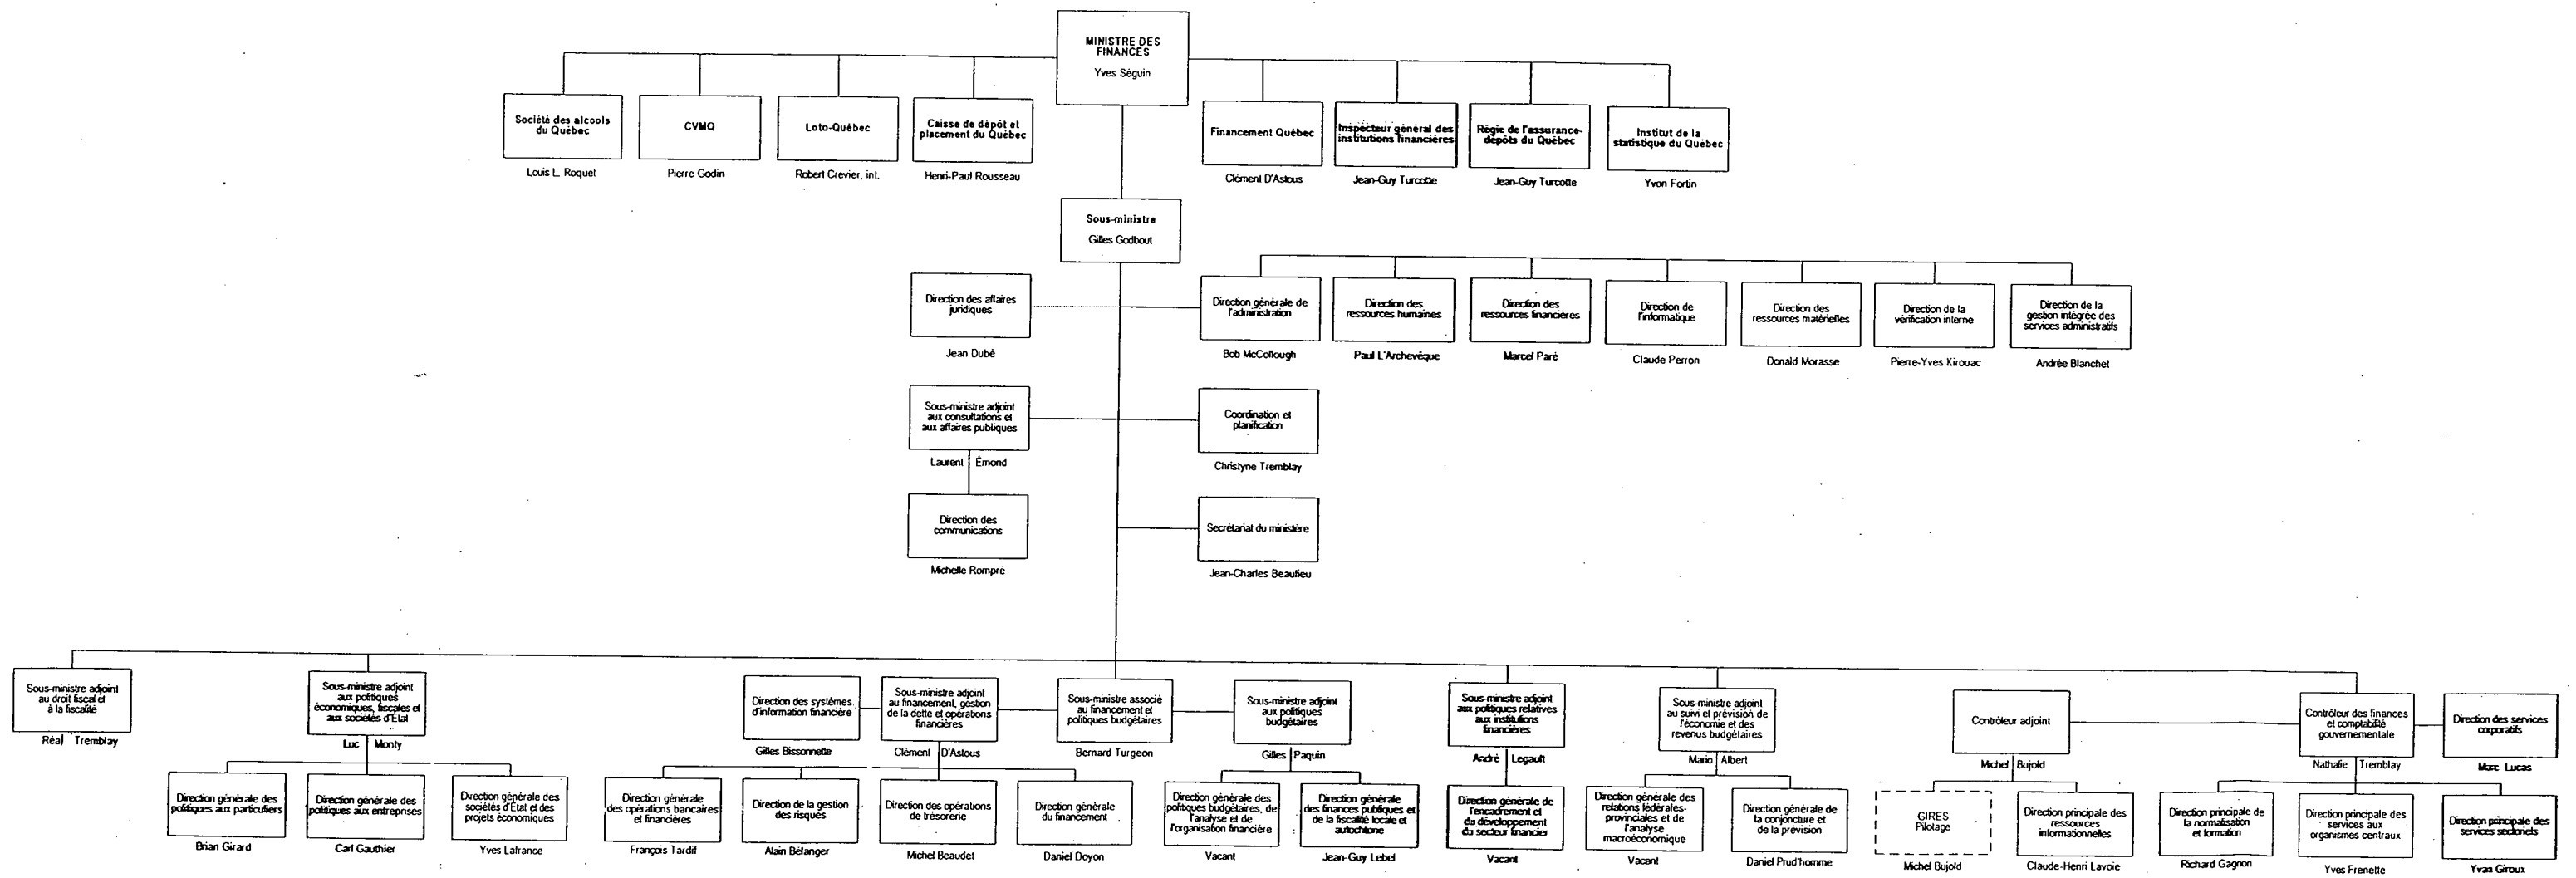 MINISTRE DES
FINANCES
Yves Séguin
Société des alcools
du Québec
Louis L. Roquet
CVMQ
Pierre Godin
Loto-Québec
Robert Crevier, int.
Caisse de dépôt et
placement du Québec
Henri-Paul Rousseau
Financement Québec
Clément D'Astous
Inspecteur général des
institutions financières
Jean-Guy Turcotte
Régie de l'assurance-
dépôts du Québec
Jean-Guy Turcotte
Institut de la
statistique du Québec
Yvon Fortin
Sous-ministre
Gilles Godbout
Direction des affaires
juridiques
Jean Dubé
Direction générale de
l'administration
Bob McCollough
Direction des
ressources humaines
Paul L'Archevêque
Direction des
ressources financières
Marcel Paré
Direction de
l'informatique
Claude Perron
Direction des
ressources matérielles
Donald Morasse
Direction de la
vérification interne
Pierre-Yves Kirouac
Direction de la
gestion intégrée des
services administratifs
Andrée Blanchet
Sous-ministre adjoint
aux consultations et
aux affaires publiques
Laurent Émond
Coordination et
planification
Christyne Tremblay
Direction des
communications
Michelle Rompré
Secrétariat du ministère
Jean-Charles Beaulieu
Sous-ministre adjoint
au droit fiscal et
à la fiscalité
Réal Tremblay
Sous-ministre adjoint
aux politiques
économiques, fiscales et
aux sociétés d'État
Luc Monty
Direction des systèmes
d'information financière
Gilles Bissonnette
Sous-ministre adjoint
au financement, gestion
de la dette et opérations
financières
Clément D'Astous
Sous-ministre associé
au financement et
politiques budgétaires
Bernard Turgeon
Sous-ministre adjoint
aux politiques
budgétaires
Gilles Paquin
Sous-ministre adjoint
aux politiques relatives
aux institutions
financières
André Legault
Sous-ministre adjoint
au suivi et prévision de
l'économie et des
revenus budgétaires
Mario Albert
Contrôleur adjoint
Michel Bujold
Contrôleur des finances
et comptabilité
gouvernementale
Nathalie Tremblay
Direction des services
corporatifs
Marc Lucas
Direction générale des
politiques aux particuliers
Brian Girard
Direction générale des
politiques aux entreprises
Carl Gauthier
Direction générale des
sociétés d'État et des
projets économiques
Yves Lafrance
Direction générale
des opérations bancaires
et financières
François Tardif
Direction de la gestion
des risques
Alain Bélanger
Direction des opérations
de trésorerie
Michel Beaudet
Direction générale
du financement
Daniel Doyon
Direction générale des
politiques budgétaires, de
l'analyse et de
l'organisation financière
Vacant
Direction générale
des finances publiques et
de la fiscalité locale et
autochtone
Jean-Guy Lebel
Direction générale de
l'encadrement et
du développement
du secteur financier
Vacant
Direction générale des
relations fédérales-
provinciales et de
l'analyse
macroéconomique
Vacant
Direction générale de
la conjoncture et
de la prévision
Daniel Prud'homme
GIRES
Pilotage
Michel Bujold
Direction principale des
ressources
informationnelles
Claude-Henri Lavoie
Direction principale de
la normalisation
et formation
Richard Gagnon
Direction principale des
services aux
organismes centraux
Yves Frenette
Direction principale des
services sectoriels
Yvan Giroux